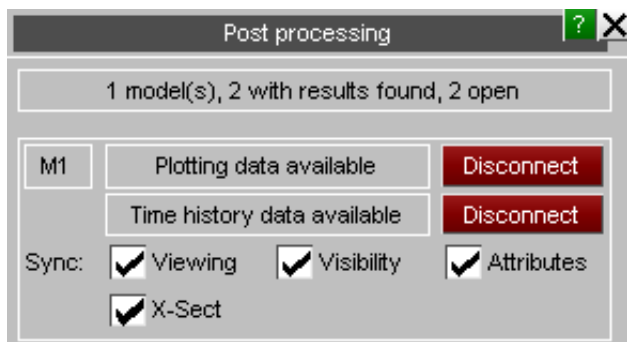 Post processing ?
1 model(s), 2 with results found, 2 open
M1 Plotting data available Disconnect
Time history data available Disconnect
Sync: Viewing Visibility Attributes
X-Sect